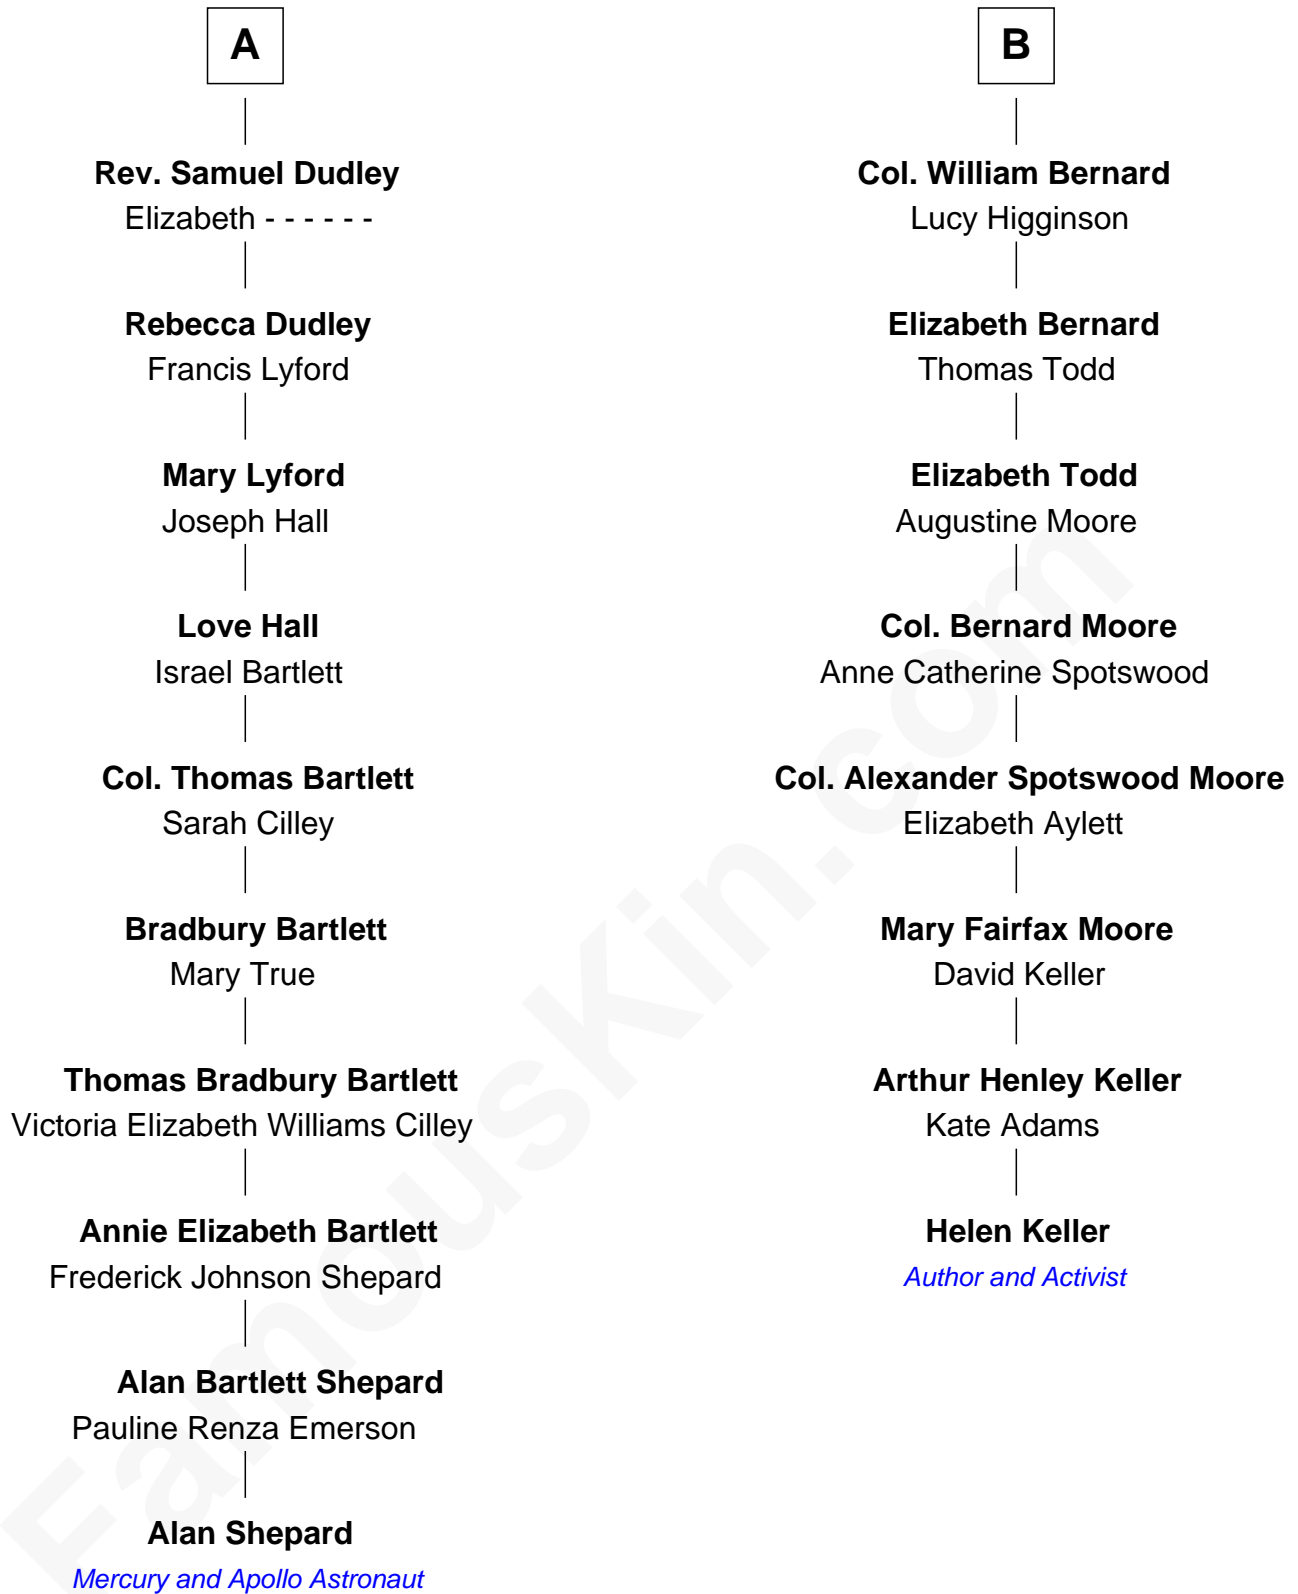 A
Rev. Samuel Dudley
Elizabeth - - - - - -
Rebecca Dudley
Francis Lyford
Mary Lyford
Joseph Hall
Love Hall
Israel Bartlett
Col. Thomas Bartlett
Sarah Cilley
Bradbury Bartlett
Mary True
Thomas Bradbury Bartlett
Victoria Elizabeth Williams Cilley
Annie Elizabeth Bartlett
Frederick Johnson Shepard
Alan Bartlett Shepard
Pauline Renza Emerson
Alan Shepard
Mercury and Apollo Astronaut
B
Col. William Bernard
Lucy Higginson
Elizabeth Bernard
Thomas Todd
Elizabeth Todd
Augustine Moore
Col. Bernard Moore
Anne Catherine Spotswood
Col. Alexander Spotswood Moore
Elizabeth Aylett
Mary Fairfax Moore
David Keller
Arthur Henley Keller
Kate Adams
Helen Keller
Author and Activist
FamousKin.com